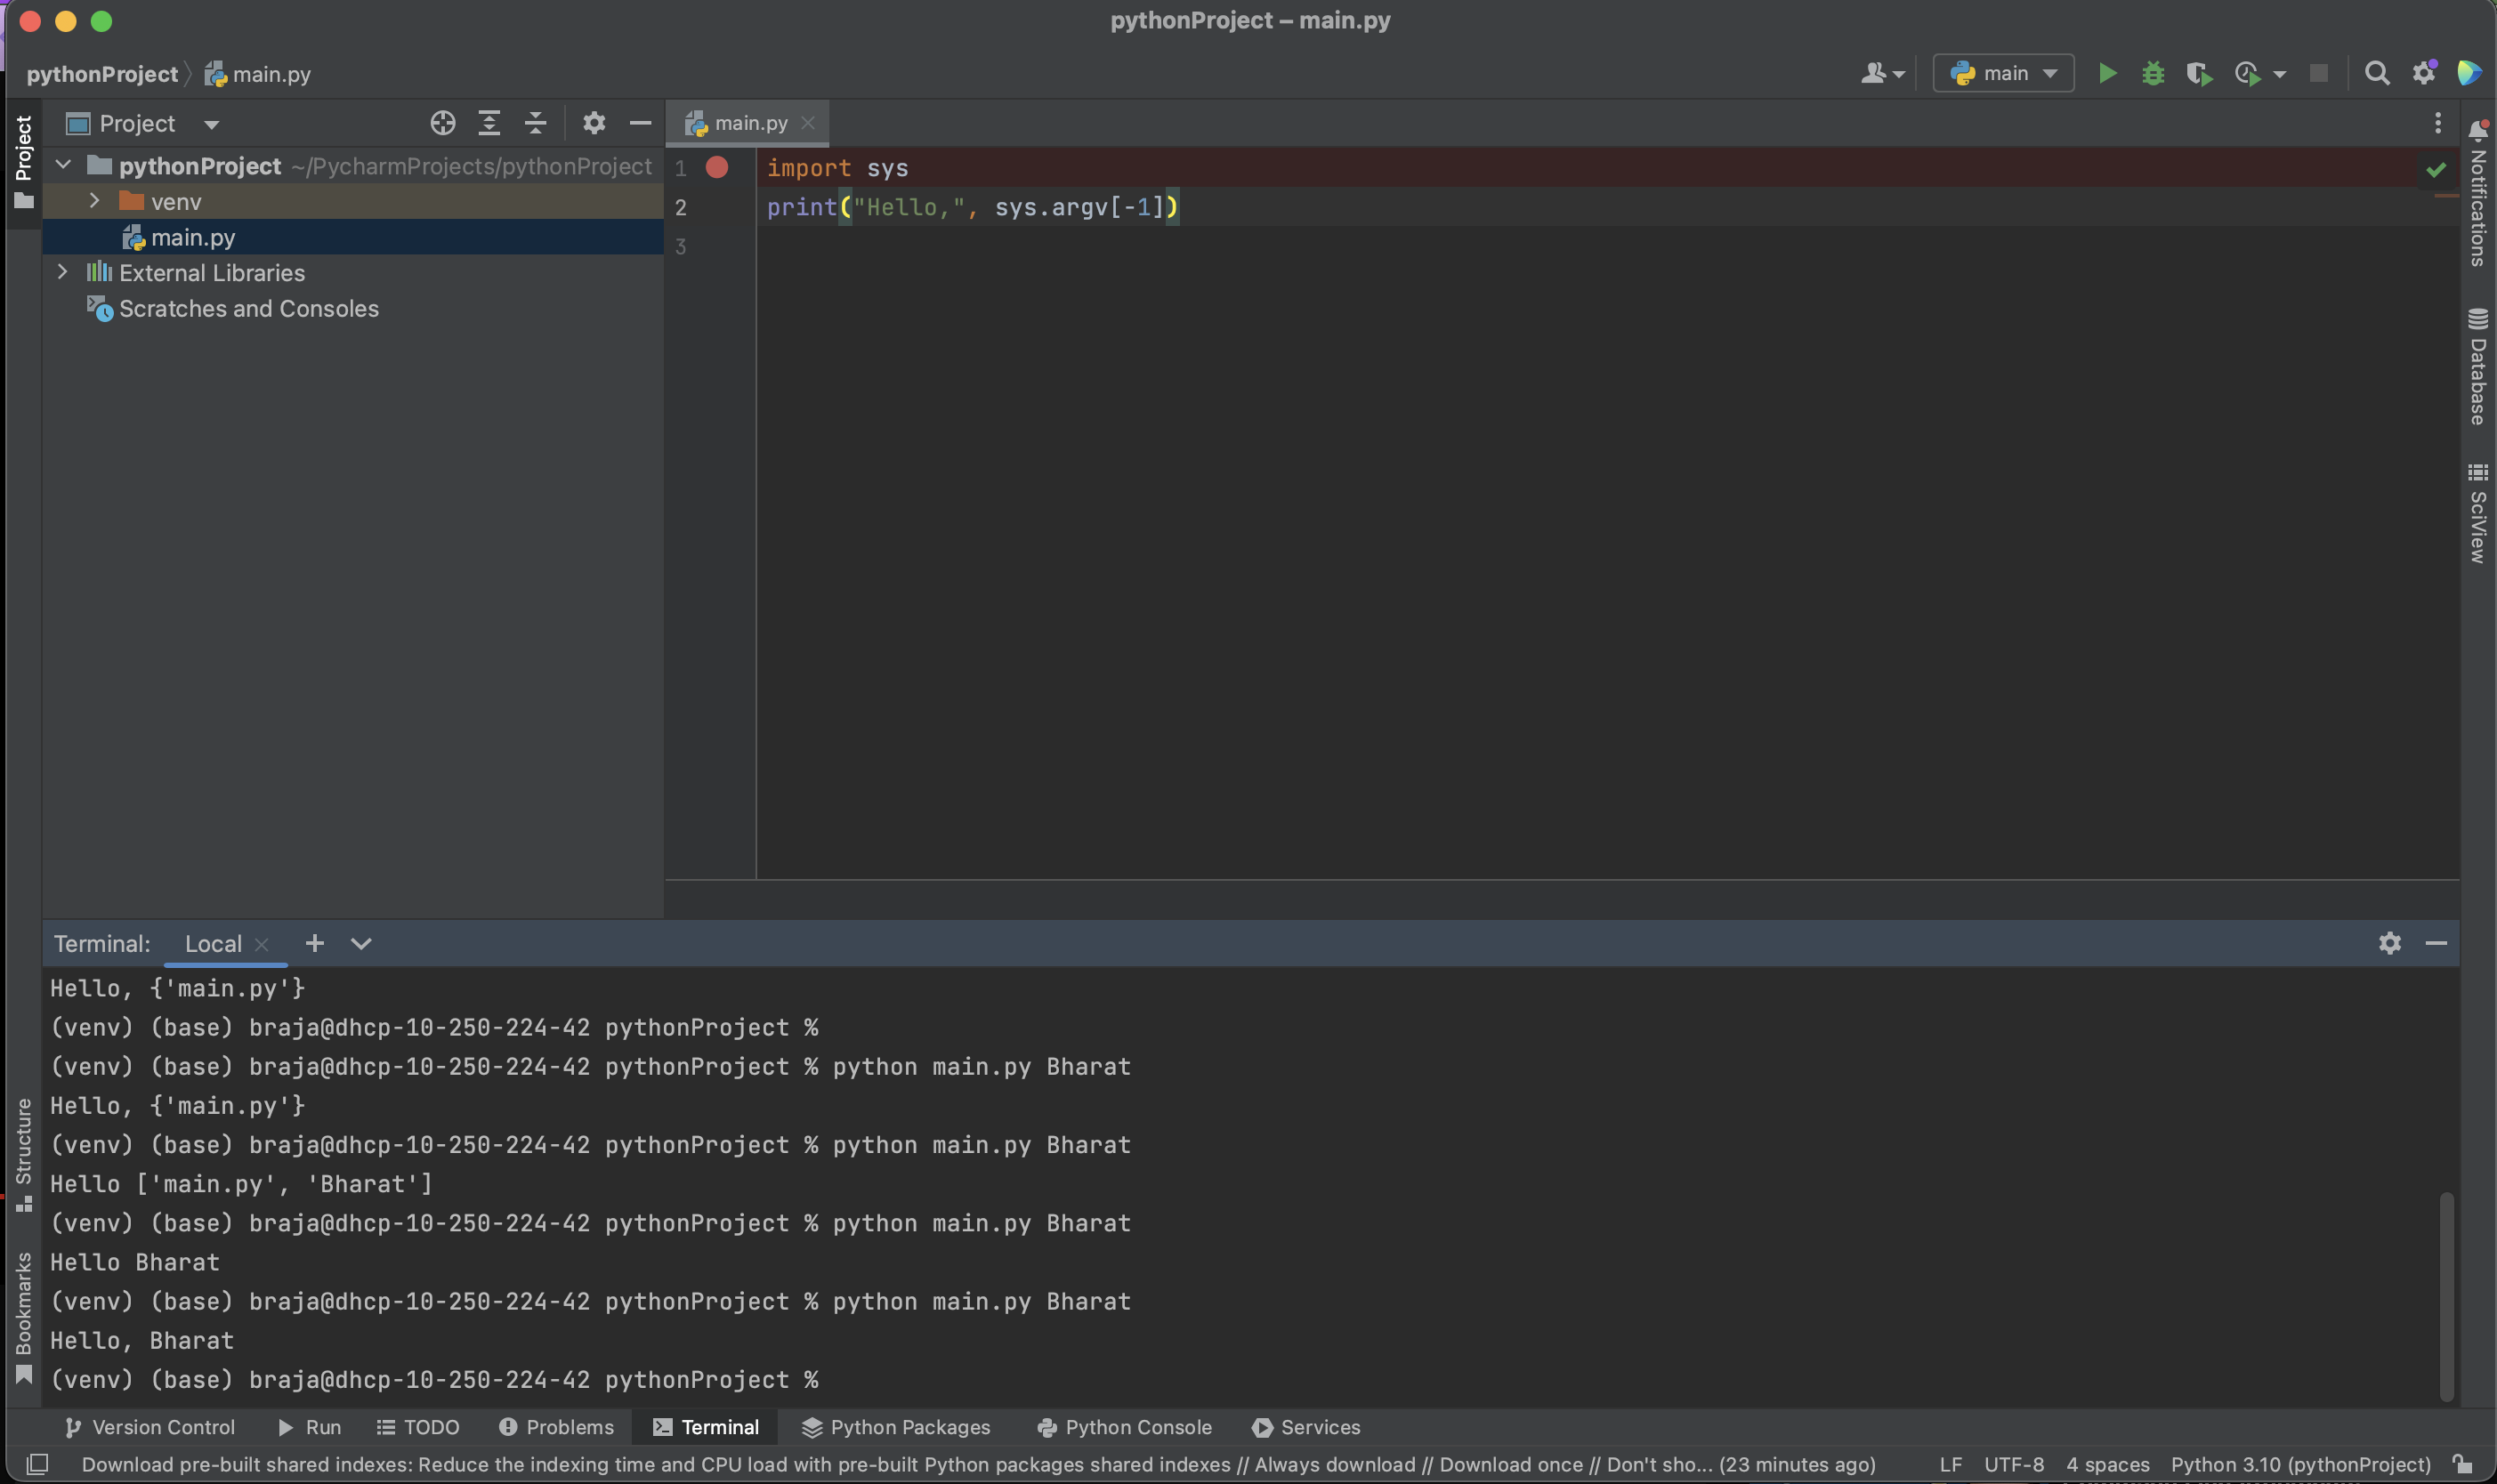 pythonProject – main.py
pythonProject main.py
main
Project
Project
pythonProject ~/PycharmProjects/pythonProject
venv
main.py
External Libraries
Scratches and Consoles
main.py
1 import sys
2 print("Hello,", sys.argv[-1])
3
Notifications
Database
SciView
Terminal: Local
Hello, {'main.py'}
(venv) (base) braja@dhcp-10-250-224-42 pythonProject %
(venv) (base) braja@dhcp-10-250-224-42 pythonProject % python main.py Bharat
Hello, {'main.py'}
(venv) (base) braja@dhcp-10-250-224-42 pythonProject % python main.py Bharat
Hello ['main.py', 'Bharat']
(venv) (base) braja@dhcp-10-250-224-42 pythonProject % python main.py Bharat
Hello Bharat
(venv) (base) braja@dhcp-10-250-224-42 pythonProject % python main.py Bharat
Hello, Bharat
(venv) (base) braja@dhcp-10-250-224-42 pythonProject %
Structure
Bookmarks
Version Control Run TODO Problems Terminal Python Packages Python Console Services
Download pre-built shared indexes: Reduce the indexing time and CPU load with pre-built Python packages shared indexes // Always download // Download once // Don't sho... (23 minutes ago) LF UTF-8 4 spaces Python 3.10 (pythonProject)